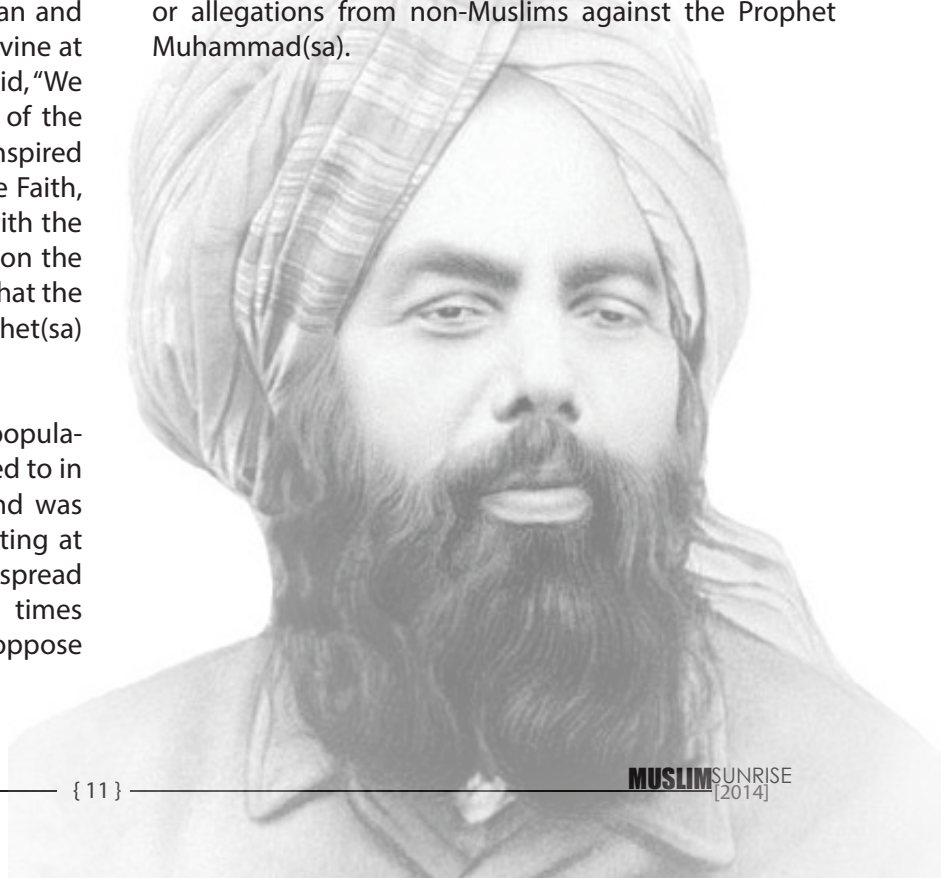 an and
vine at
id, "We
of the
nspired
e Faith,
ith the
on the
hat the
het(sa)
popula-
ed to in
nd was
ting at
spread
times
oppose
or allegations from non-Muslims against the Prophet
Muhammad(sa).
{ 11 }
MUSLIMSUNRISE
[2014]